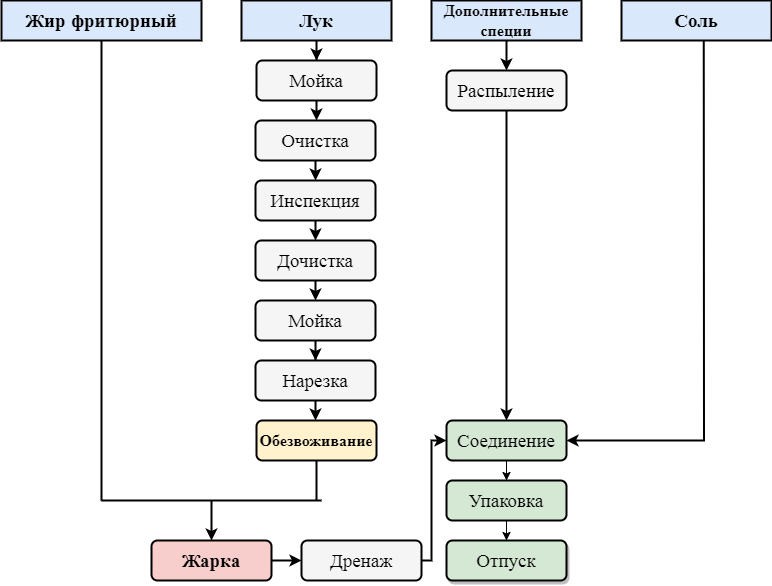 Жир фритюрный
Лук
Дополнительные
специи
Соль
Мойка
Распыление
Очистка
Инспекция
Дочистка
Мойка
Нарезка
Обезвоживание
Соединение
Упаковка
Жарка
Дренаж
Отпуск